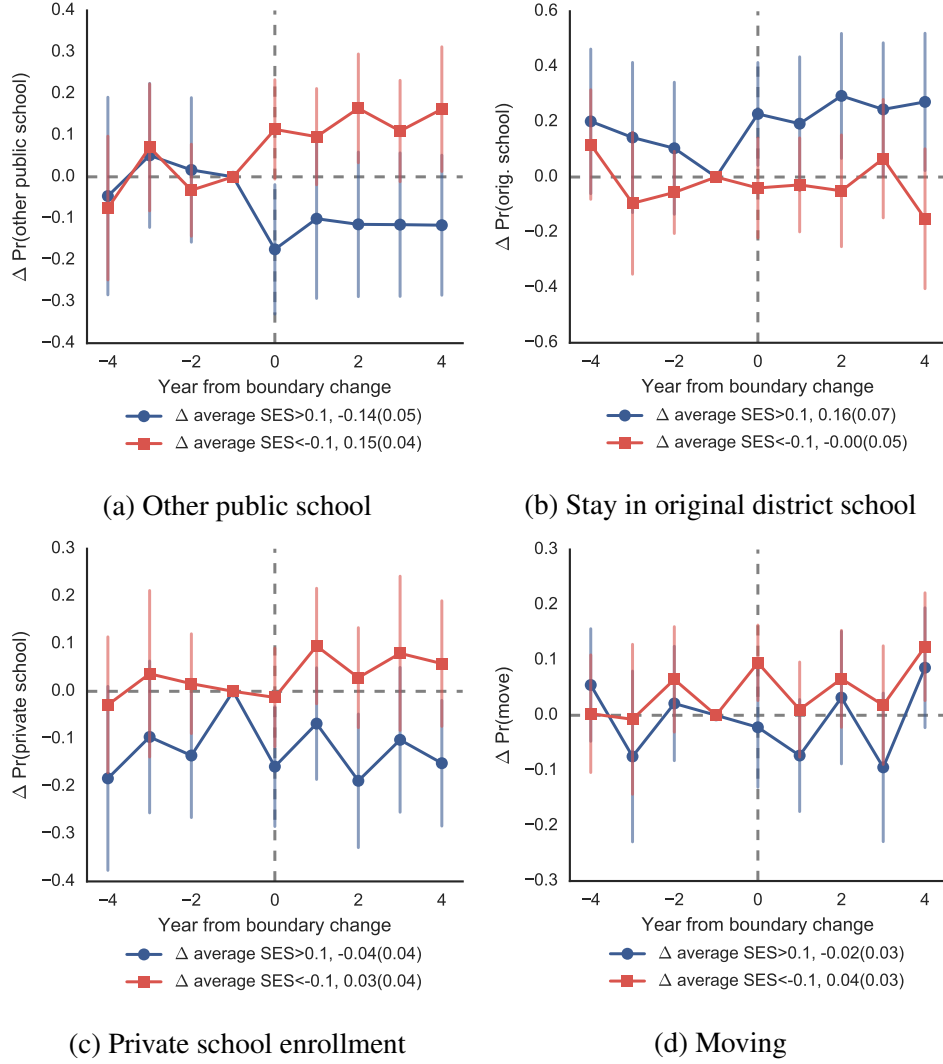 0.4
0.3
0.2
0.1
0.0
−0.1
−0.2
−0.3
−0.4
Δ Pr(other public school)
−4
−2
0
2
4
Year from boundary change
Δ average SES>0.1, -0.14(0.05)
Δ average SES<-0.1, 0.15(0.04)
(a) Other public school
0.6
0.4
0.2
0.0
−0.2
−0.4
−0.6
Δ Pr(orig. school)
−4
−2
0
2
4
Year from boundary change
Δ average SES>0.1, 0.16(0.07)
Δ average SES<-0.1, -0.00(0.05)
(b) Stay in original district school
0.3
0.2
0.1
0.0
−0.1
−0.2
−0.3
−0.4
Δ Pr(private school)
−4
−2
0
2
4
Year from boundary change
Δ average SES>0.1, -0.04(0.04)
Δ average SES<-0.1, 0.03(0.04)
(c) Private school enrollment
0.3
0.2
0.1
0.0
−0.1
−0.2
−0.3
Δ Pr(move)
−4
−2
0
2
4
Year from boundary change
Δ average SES>0.1, -0.02(0.03)
Δ average SES<-0.1, 0.04(0.03)
(d) Moving